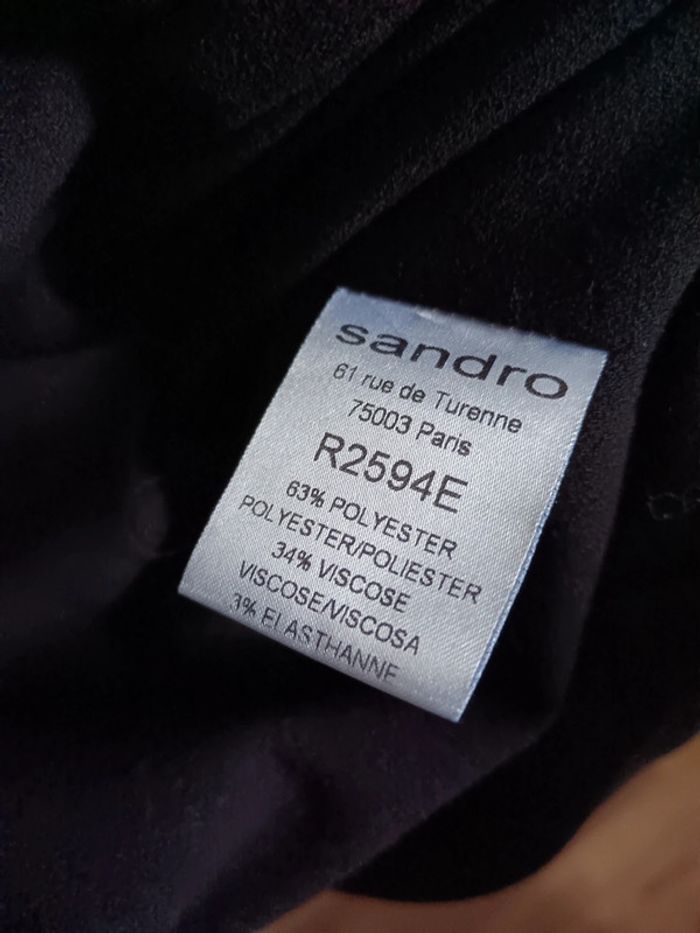 sandro
61 rue de Turenne
75003 Paris
R2594E
63% POLYESTER
POLYESTER/POLIESTER
34% VISCOSE
VISCOSE/VISCOSA
3% ELASTHANNE